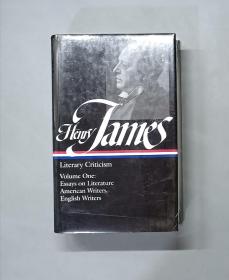 Henry
James
Literary Criticism
Volume One:
Essays on Literature
American Writers,
English Writers